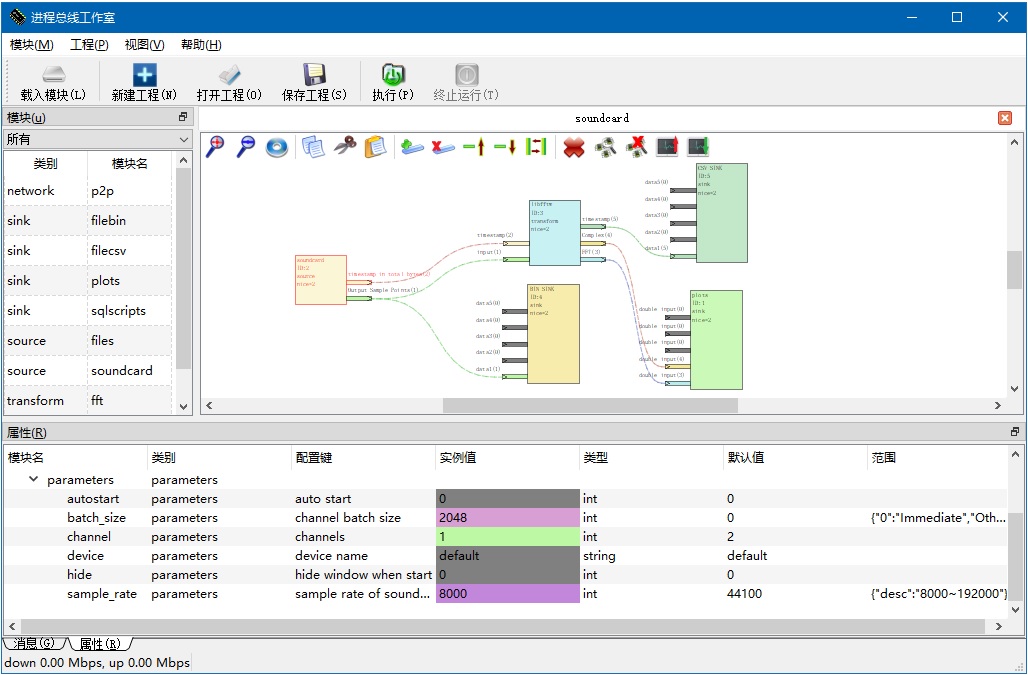 进程总线工作室
模块(M) 工程(P) 视图(V) 帮助(H)
载入模块(L) 新建工程(N) 打开工程(O) 保存工程(S) 执行(P) 终止运行(T)
模块(u)
所有
类别 模块名
network p2p
sink filebin
sink filecsv
sink plots
sink sqlscripts
source files
source soundcard
transform fft
soundcard
soundcard
ID:2
source
nice=2
timestamp in total bytes(2)
Output Sample Points(1)
timestamp(2)
input(1)
libfftw
ID:3
transform
nice=2
timestamp(5)
Complex(4)
FFT(3)
data5(0)
data4(0)
data3(0)
data2(0)
data1(1)
BIN SINK
ID:4
sink
nice=2
data5(0)
data4(0)
data3(0)
data2(0)
data1(5)
CSV SINK
ID:5
sink
nice=2
double input(0)
double input(0)
double input(0)
double input(4)
double input(3)
plots
ID:1
sink
nice=2
属性(R)
模块名 类别 配置键 实例值 类型 默认值 范围
parameters parameters
autostart parameters auto start 0 int 0
batch_size parameters channel batch size 2048 int 0 {"0":"Immediate","Oth...
channel parameters channels 1 int 2
device parameters device name default string default
hide parameters hide window when start 0 int 0
sample_rate parameters sample rate of sound... 8000 int 44100 {"desc":"8000~192000"}
消息(G) 属性(R)
down 0.00 Mbps, up 0.00 Mbps